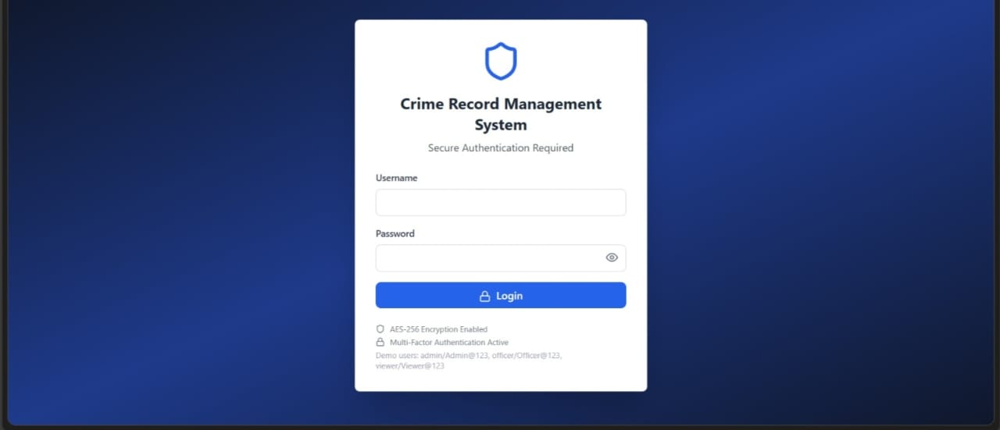 Crime Record Management
System
Secure Authentication Required
Username
Password
Login
AES-256 Encryption Enabled
Multi-Factor Authentication Active
Demo users: admin/Admin@123, officer/Officer@123,
viewer/Viewer@123